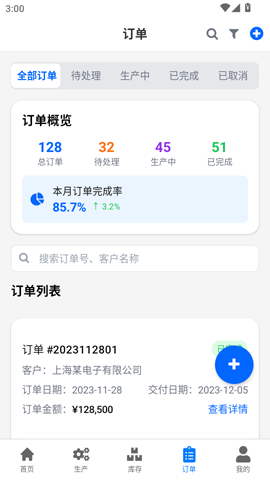 3:00
订单
全部订单 待处理 生产中 已完成 已取消
订单概览
128 32 45 51
总订单 待处理 生产中 已完成
本月订单完成率
85.7% ↑ 3.2%
搜索订单号、客户名称
订单列表
订单 #2023112801
客户：上海某电子有限公司
订单日期：2023-11-28 交付日期：2023-12-05
订单金额：¥128,500 查看详情
首页 生产 库存 订单 我的